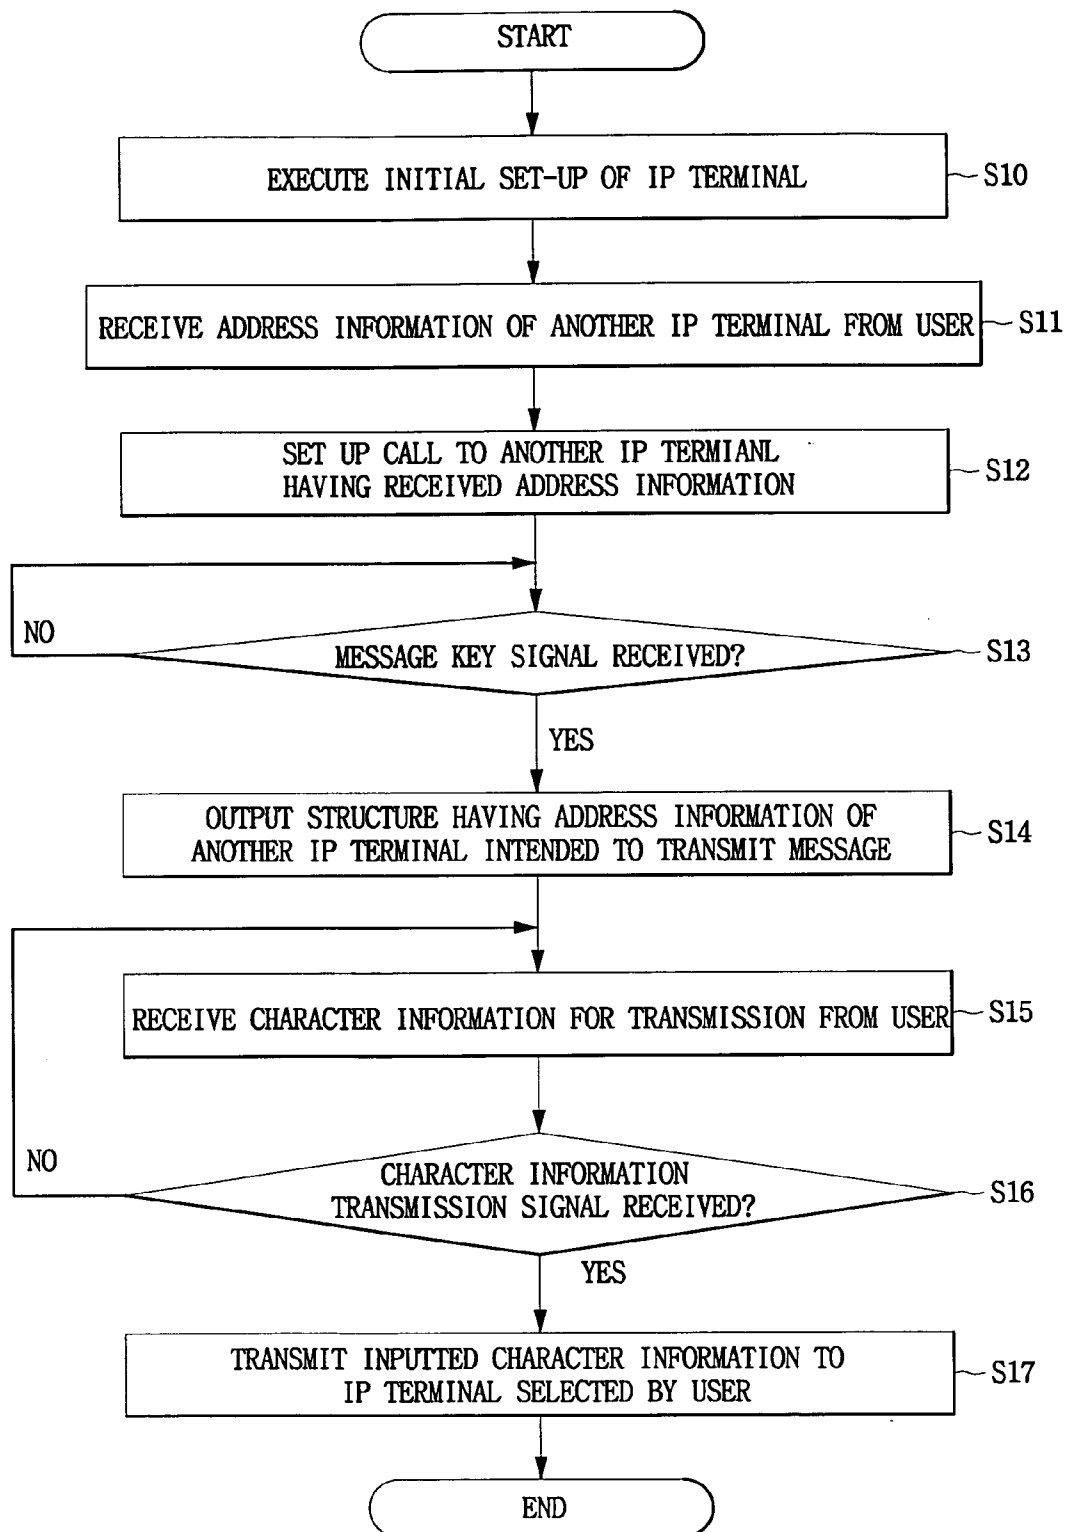 START
EXECUTE INITIAL SET-UP OF IP TERMINAL
S10
RECEIVE ADDRESS INFORMATION OF ANOTHER IP TERMINAL FROM USER
S11
SET UP CALL TO ANOTHER IP TERMIANL
HAVING RECEIVED ADDRESS INFORMATION
S12
NO
MESSAGE KEY SIGNAL RECEIVED?
S13
YES
OUTPUT STRUCTURE HAVING ADDRESS INFORMATION OF
ANOTHER IP TERMINAL INTENDED TO TRANSMIT MESSAGE
S14
RECEIVE CHARACTER INFORMATION FOR TRANSMISSION FROM USER
S15
NO
CHARACTER INFORMATION
TRANSMISSION SIGNAL RECEIVED?
S16
YES
TRANSMIT INPUTTED CHARACTER INFORMATION TO
IP TERMINAL SELECTED BY USER
S17
END